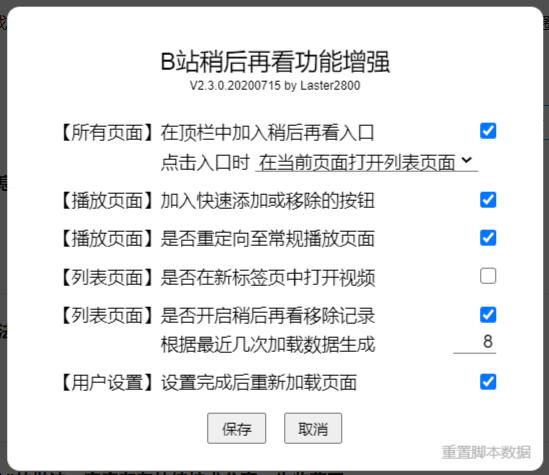 B站稍后再看功能增强
V2.3.0.20200715 by Laster2800
【所有页面】在顶栏中加入稍后再看入口
点击入口时 在当前页面打开列表页面
【播放页面】加入快速添加或移除的按钮
【播放页面】是否重定向至常规播放页面
【列表页面】是否在新标签页中打开视频
【列表页面】是否开启稍后再看移除记录
根据最近几次加载数据生成 8
【用户设置】设置完成后重新加载页面
保存 取消
重置脚本数据